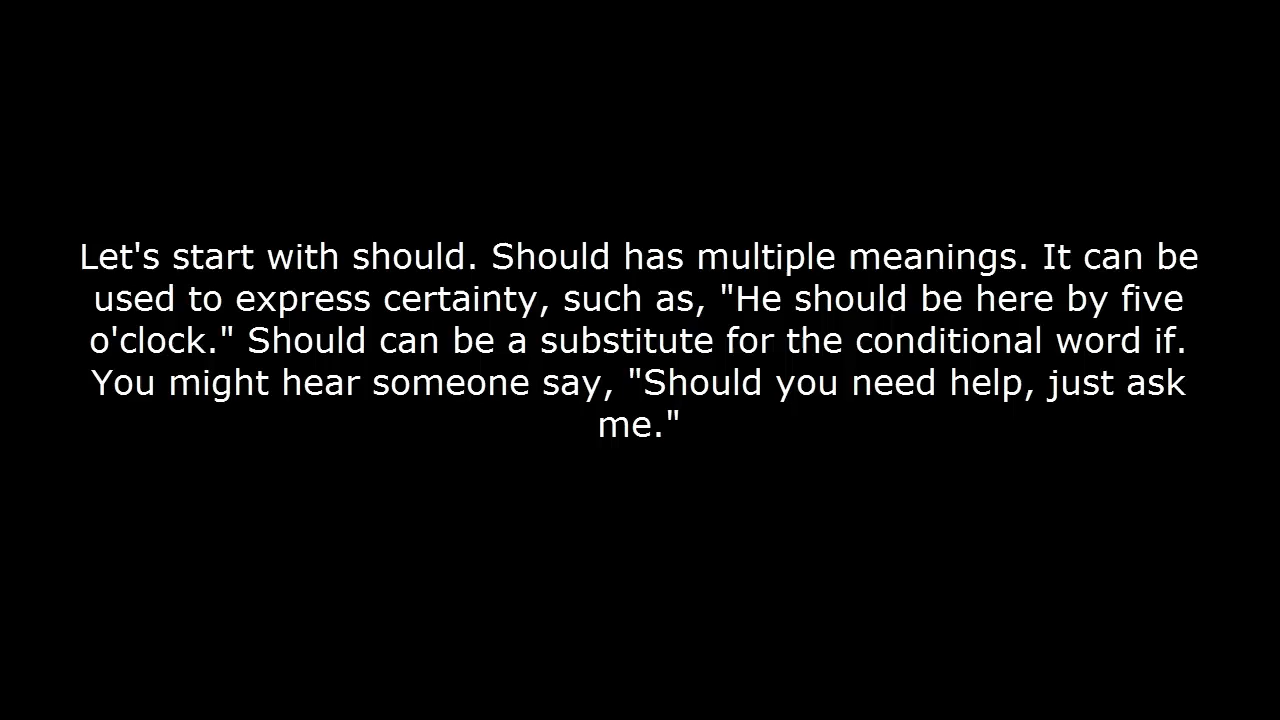 Let's start with should. Should has multiple meanings. It can be
used to express certainty, such as, "He should be here by five
o'clock." Should can be a substitute for the conditional word if.
You might hear someone say, "Should you need help, just ask
me."